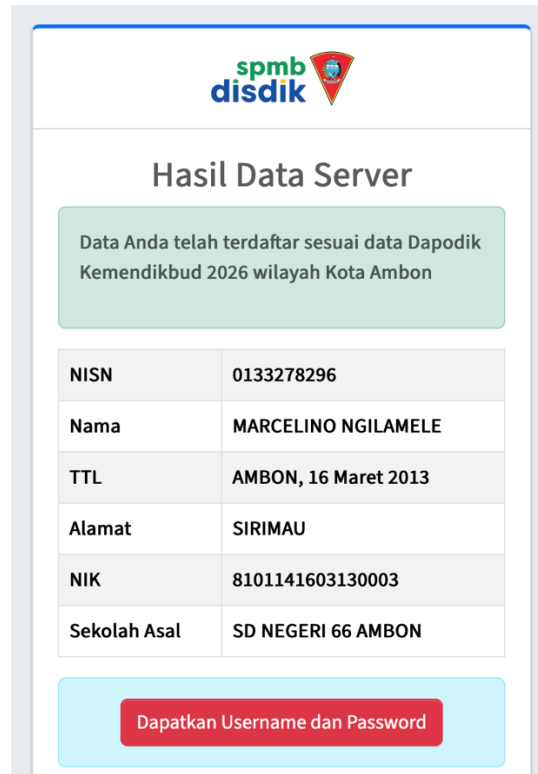 spmb
disdik
Hasil Data Server
Data Anda telah terdaftar sesuai data Dapodik
Kemendikbud 2026 wilayah Kota Ambon
NISN 0133278296
Nama MARCELINO NGILAMELE
TTL AMBON, 16 Maret 2013
Alamat SIRIMAU
NIK 8101141603130003
Sekolah Asal SD NEGERI 66 AMBON
Dapatkan Username dan Password